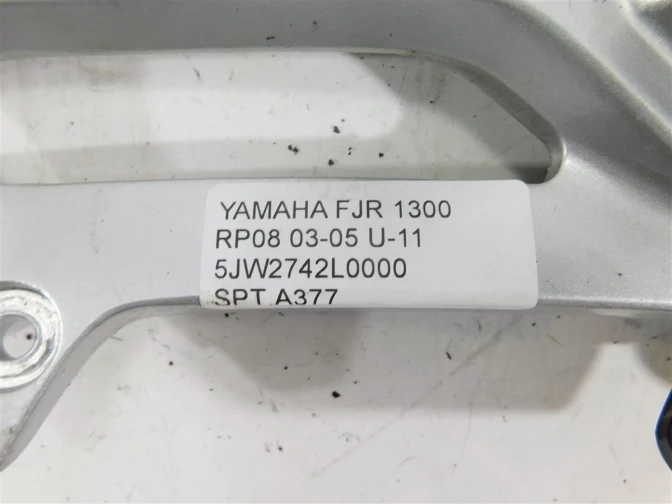 YAMAHA FJR 1300
RP08 03-05 U-11
5JW2742L0000
SPT A377